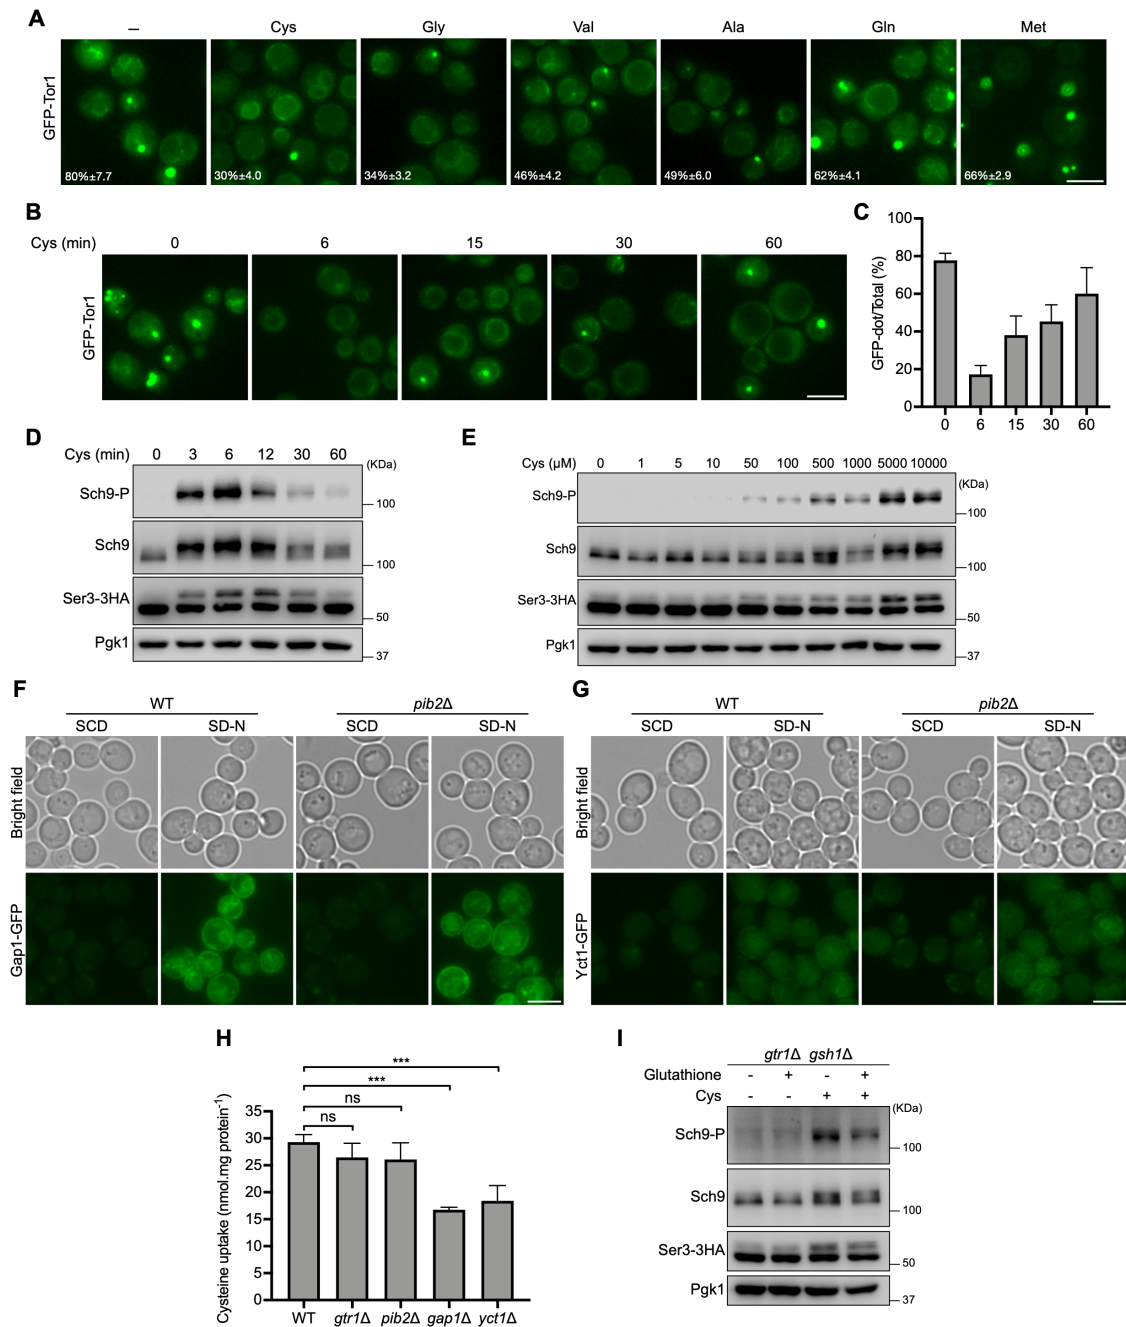 A
– Cys Gly Val Ala Gln Met
GFP-Tor1
80%±7.7 30%±4.0 34%±3.2 46%±4.2 49%±6.0 62%±4.1 66%±2.9
B
Cys (min) 0 6 15 30 60
GFP-Tor1
C
GFP-dot/Total (%)
100
80
60
40
20
0
0 6 15 30 60
D
Cys (min) 0 3 6 12 30 60
(KDa)
Sch9-P
100
Sch9
100
Ser3-3HA
50
Pgk1
37
E
Cys (µM) 0 1 5 10 50 100 500 1000 5000 10000
(KDa)
Sch9-P
100
Sch9
100
Ser3-3HA
50
Pgk1
37
F
WT pib2Δ
SCD SD-N SCD SD-N
Bright field
Gap1-GFP
G
WT pib2Δ
SCD SD-N SCD SD-N
Bright field
Yct1-GFP
H
Cysteine uptake (nmol.mg protein⁻¹)
***
***
ns
ns
35
30
25
20
15
10
5
0
WT gtr1Δ pib2Δ gap1Δ yct1Δ
I
gtr1Δ gsh1Δ
Glutathione - + - +
Cys - - + +
(KDa)
Sch9-P
100
Sch9
100
Ser3-3HA
50
Pgk1
37